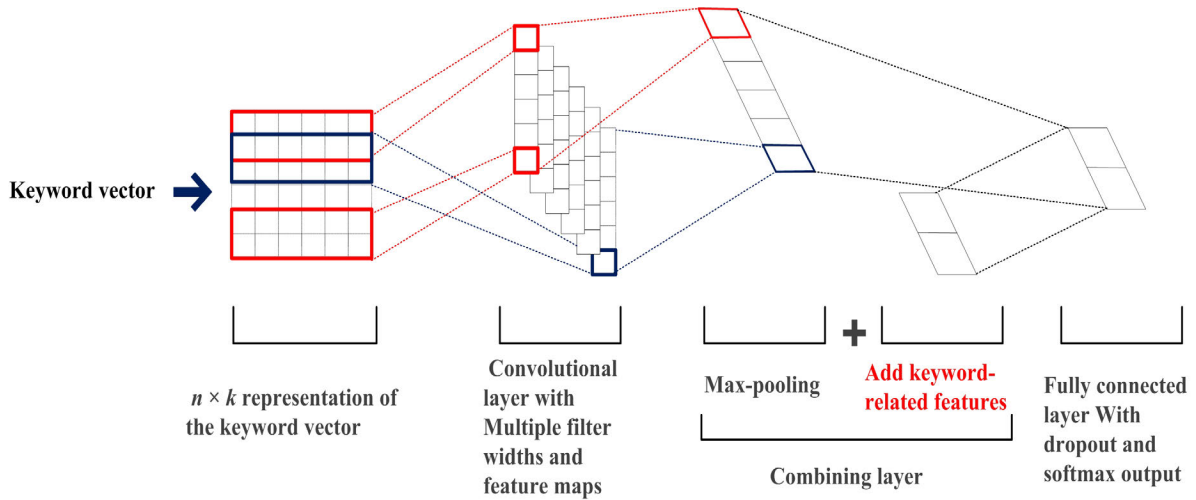 Keyword vector
n × k representation of
the keyword vector
Convolutional
layer with
Multiple filter
widths and
feature maps
Max-pooling
+
Add keyword-
related features
Combining layer
Fully connected
layer With
dropout and
softmax output